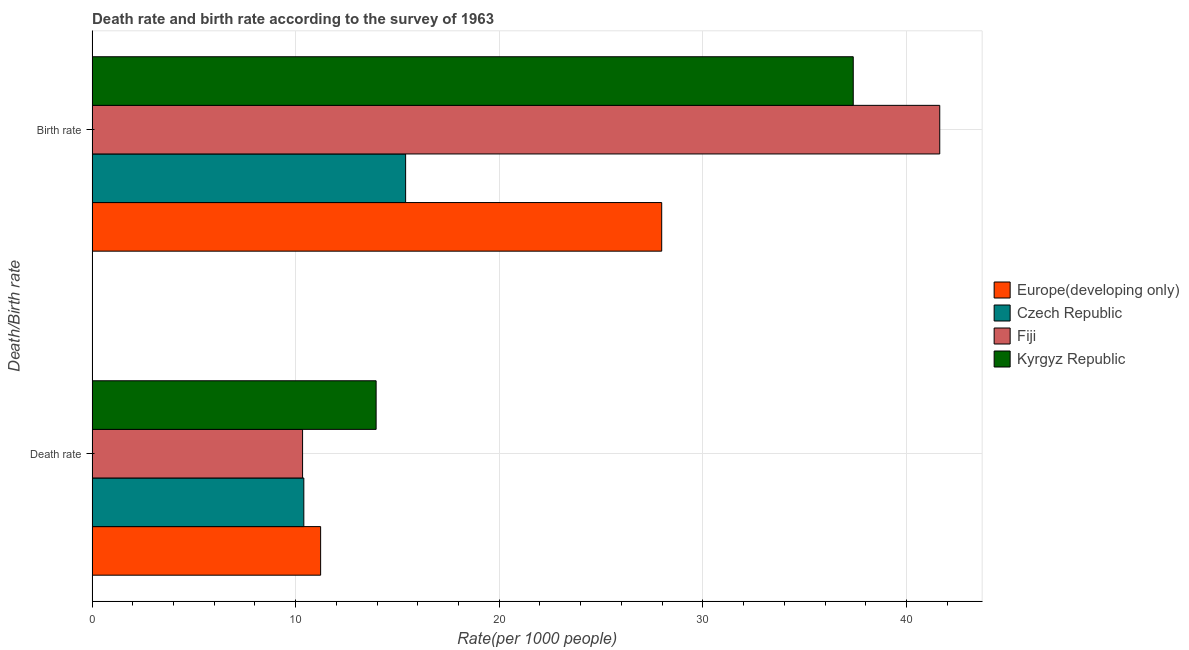 Death rate and birth rate according to the survey of 1963
Death/Birth rate
Birth rate
Death rate
0
10
20
30
40
Rate(per 1000 people)
Europe(developing only)
Czech Republic
Fiji
Kyrgyz Republic